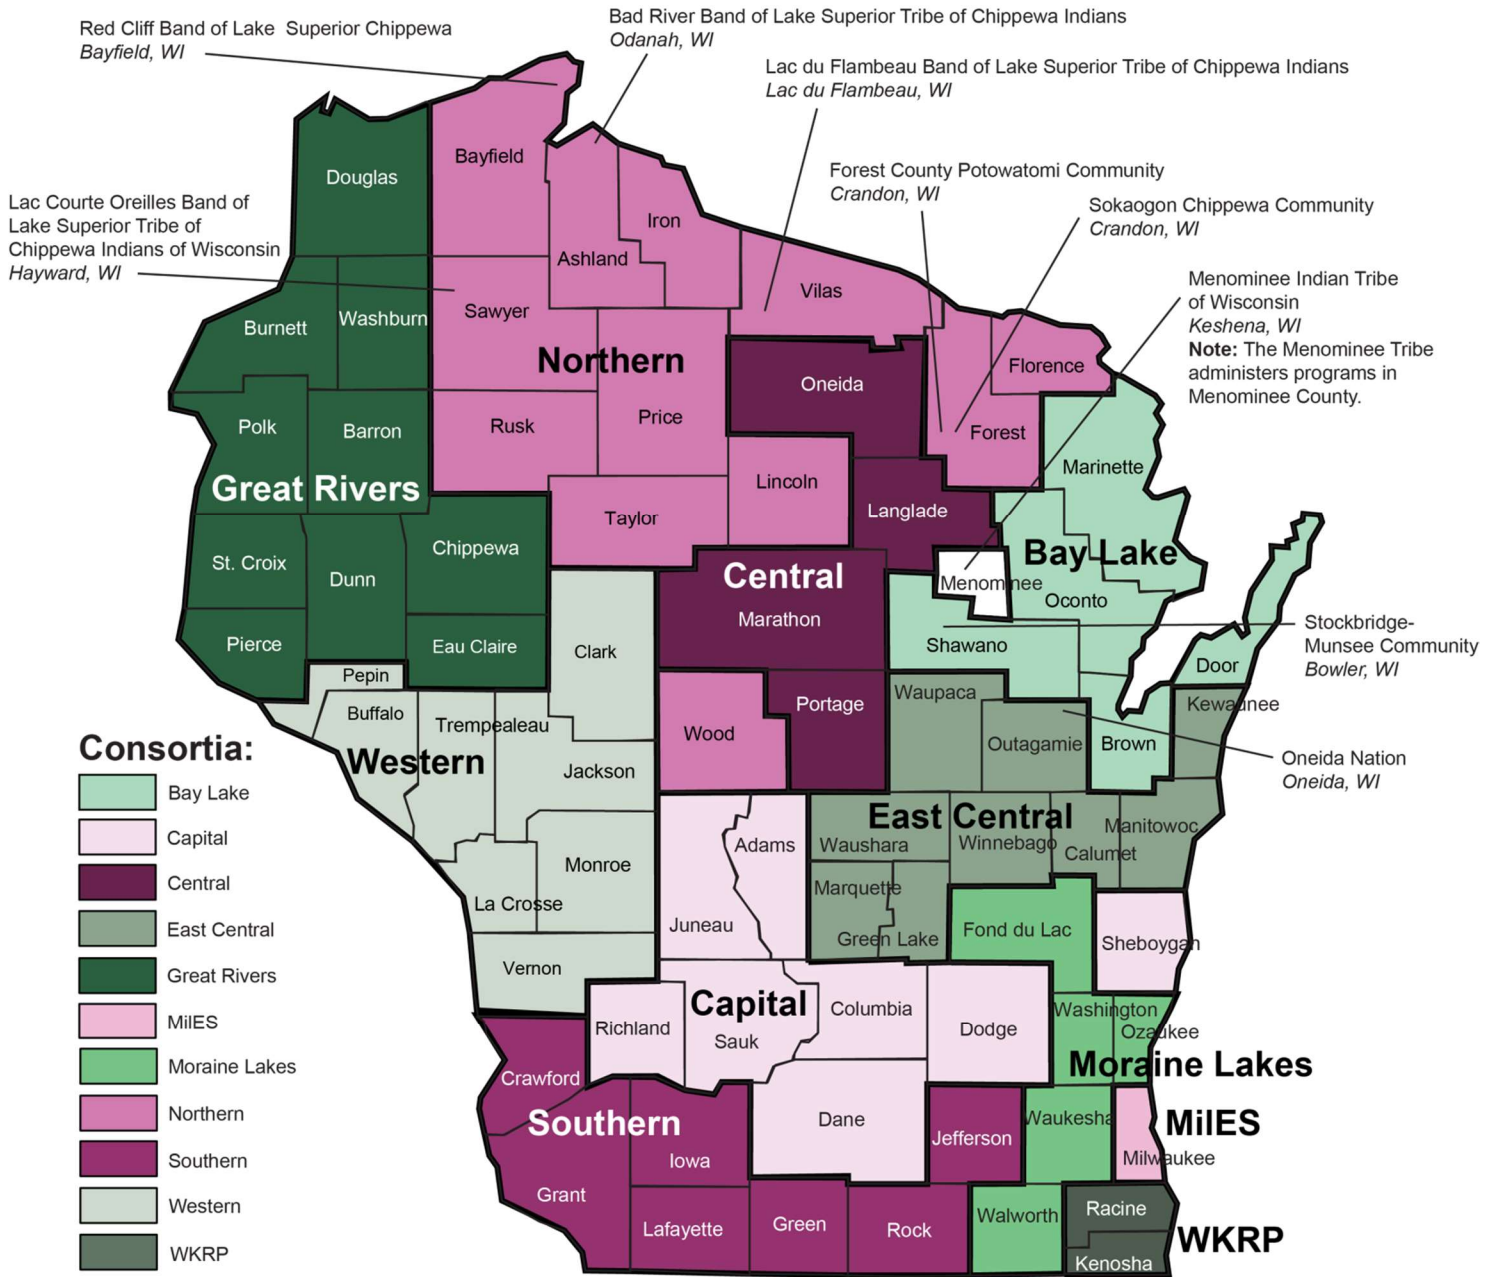 Red Cliff Band of Lake Superior Chippewa
Bayfield, WI
Bad River Band of Lake Superior Tribe of Chippewa Indians
Odanah, WI
Lac du Flambeau Band of Lake Superior Tribe of Chippewa Indians
Lac du Flambeau, WI
Forest County Potowatomi Community
Crandon, WI
Sokaogon Chippewa Community
Crandon, WI
Lac Courte Oreilles Band of
Lake Superior Tribe of
Chippewa Indians of Wisconsin
Hayward, WI
Menominee Indian Tribe
of Wisconsin
Keshena, WI
Note: The Menominee Tribe
administers programs in
Menominee County.
Stockbridge-
Munsee Community
Bowler, WI
Oneida Nation
Oneida, WI
Douglas
Bayfield
Iron
Ashland
Vilas
Burnett
Washburn
Sawyer
Northern
Florence
Oneida
Polk
Barron
Rusk
Price
Forest
Marinette
Great Rivers
Lincoln
Taylor
Langlade
St. Croix
Dunn
Chippewa
Central
Bay Lake
Menominee
Oconto
Marathon
Pierce
Eau Claire
Clark
Shawano
Door
Pepin
Buffalo
Trempealeau
Waupaca
Portage
Kewaunee
Wood
Outagamie
Brown
Western
Jackson
East Central
Manitowoc
Adams
Waushara
Winnebago
Calumet
Monroe
Marquette
La Crosse
Juneau
Green Lake
Fond du Lac
Sheboygan
Vernon
Capital
Columbia
Washington
Richland
Sauk
Dodge
Ozaukee
Moraine Lakes
Crawford
Southern
Dane
Jefferson
Waukesha
MilES
Milwaukee
Iowa
Grant
Lafayette
Green
Rock
Walworth
Racine
WKRP
Kenosha
Consortia:
Bay Lake
Capital
Central
East Central
Great Rivers
MilES
Moraine Lakes
Northern
Southern
Western
WKRP